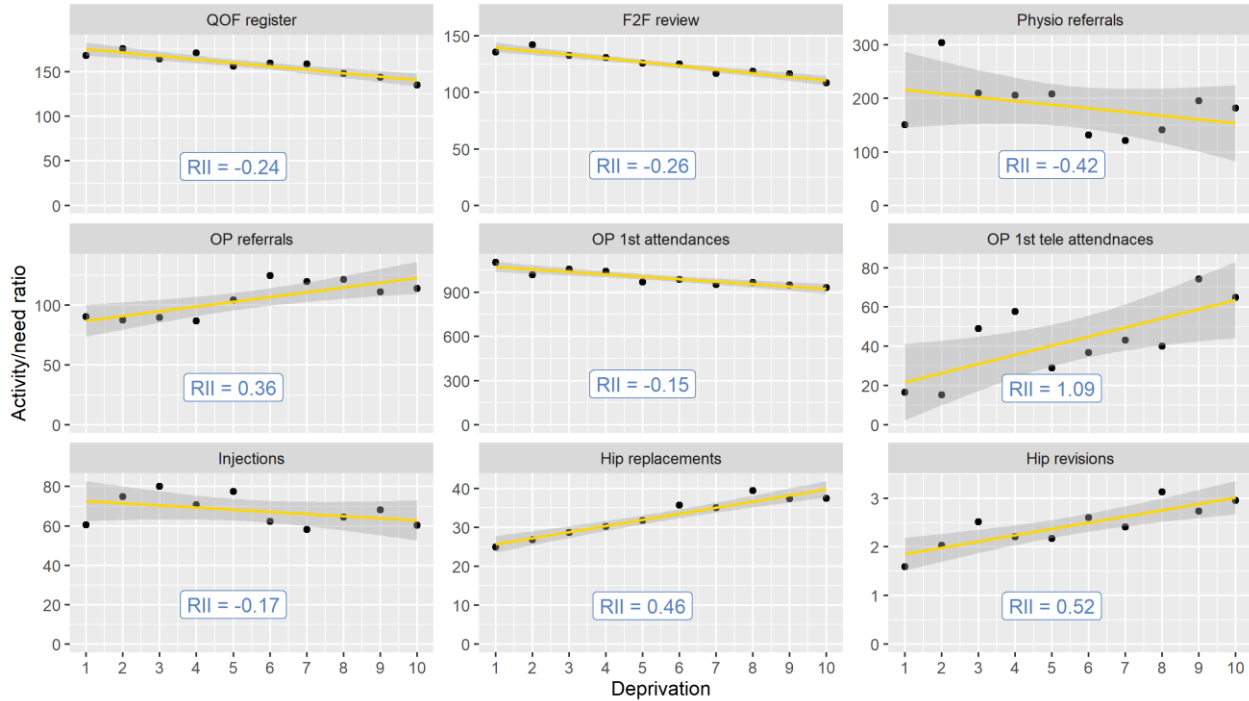 QOF register
F2F review
Physio referrals
150
100
50
0
RII = -0.24
150
100
50
0
RII = -0.26
300
200
100
0
RII = -0.42
OP referrals
OP 1st attendances
OP 1st tele attendnaces
100
50
0
RII = 0.36
900
600
300
0
RII = -0.15
80
60
40
20
0
RII = 1.09
Activity/need ratio
Injections
Hip replacements
Hip revisions
80
60
40
20
0
RII = -0.17
40
30
20
10
0
RII = 0.46
3
2
1
0
RII = 0.52
1 2 3 4 5 6 7 8 9 10
1 2 3 4 5 6 7 8 9 10
1 2 3 4 5 6 7 8 9 10
Deprivation